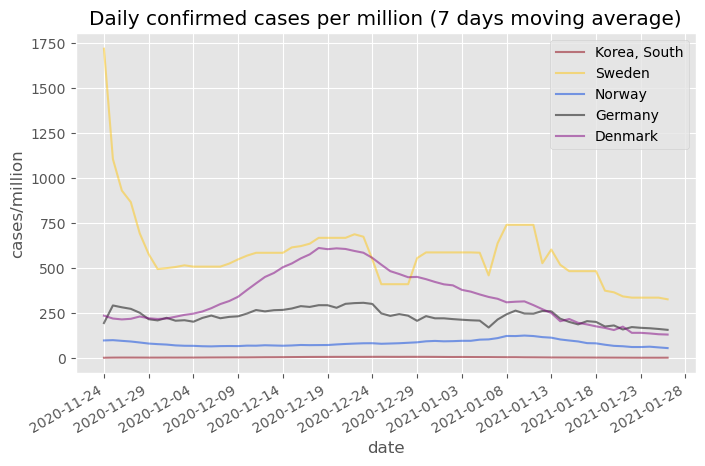 Daily confirmed cases per million (7 days moving average)
Korea, South
Sweden
Norway
Germany
Denmark
cases/million
1750
1500
1250
1000
750
500
250
0
2020-11-24
2020-11-29
2020-12-04
2020-12-09
2020-12-14
2020-12-19
2020-12-24
2020-12-29
2021-01-03
2021-01-08
2021-01-13
2021-01-18
2021-01-23
2021-01-28
date